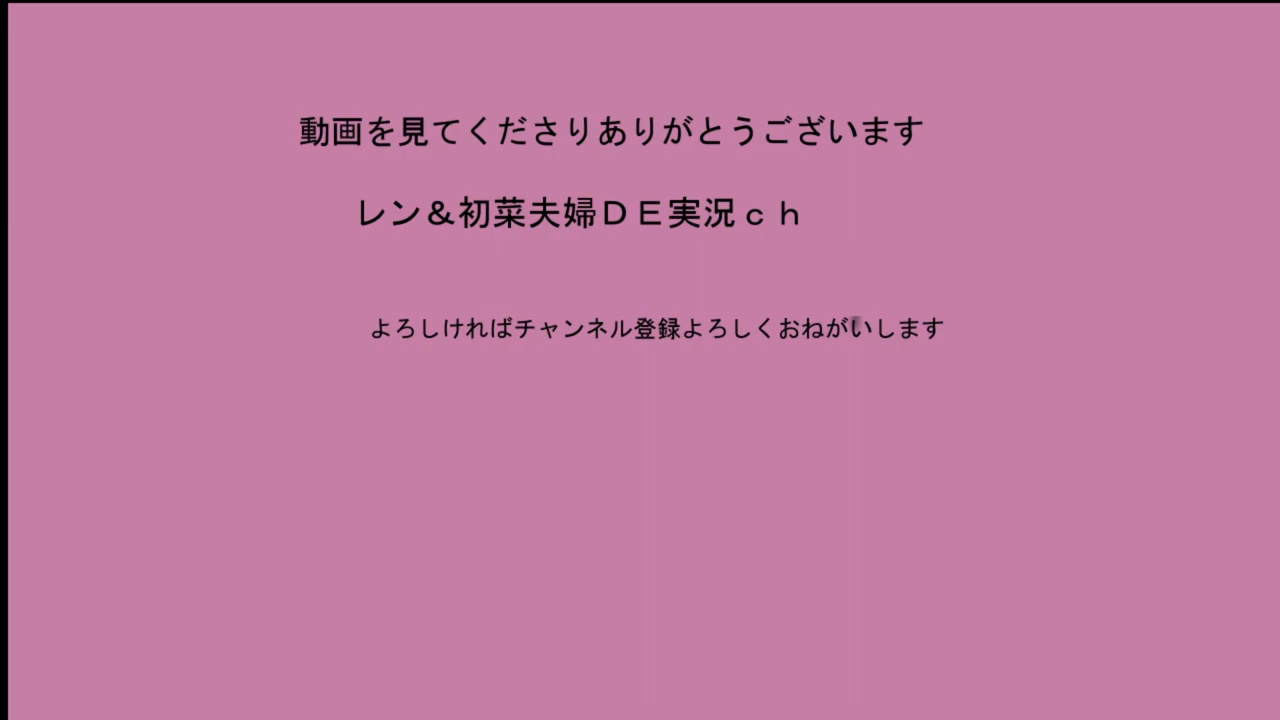 動画を見てくださりありがとうございます
レン＆初菜夫婦ＤＥ実況ｃｈ
よろしければチャンネル登録よろしくおねがいします